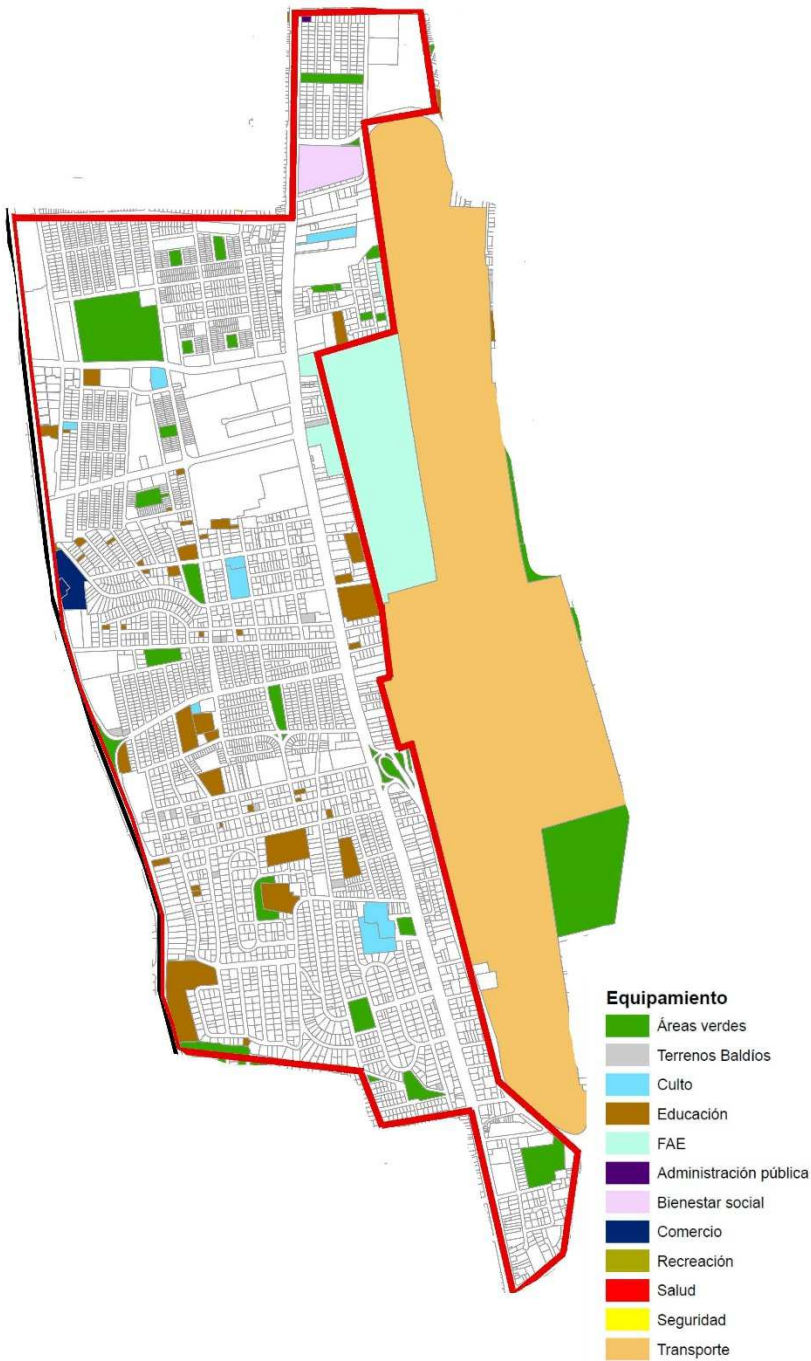 Equipamiento
Áreas verdes
Terrenos Baldíos
Culto
Educación
FAE
Administración pública
Bienestar social
Comercio
Recreación
Salud
Seguridad
Transporte